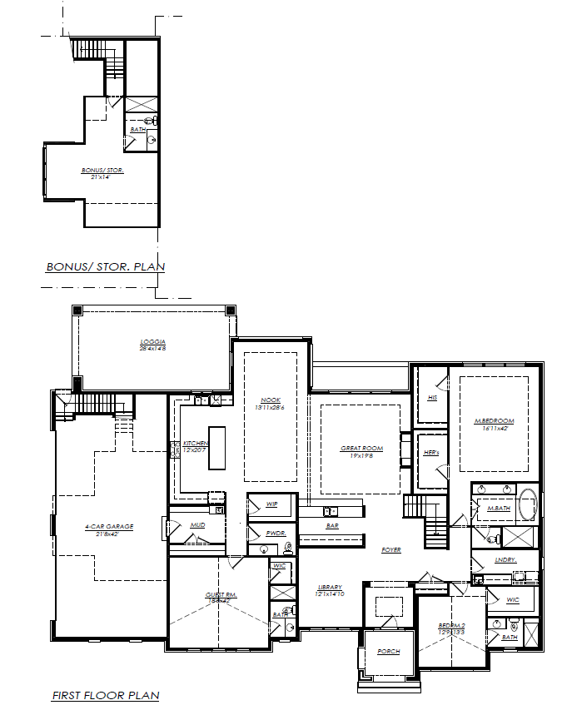 BATH
BONUS/ STOR.
21'x14'
BONUS/ STOR. PLAN
LOGGIA
28'4x14'8
NOOK
13'11x28'6
HIS
M.BEDROOM
16'11x42'
KITCHEN
12'x20'7
GREAT ROOM
19'x19'8
HER's
WIP
M.BATH
4-CAR GARAGE
21'8x42'
MUD
BAR
PWDR.
FOYER
LNDRY.
WIC
GUEST RM.
LIBRARY
12'1x14'10
WIC
BATH
BEDRM.2
12'9x13'3
BATH
PORCH
FIRST FLOOR PLAN